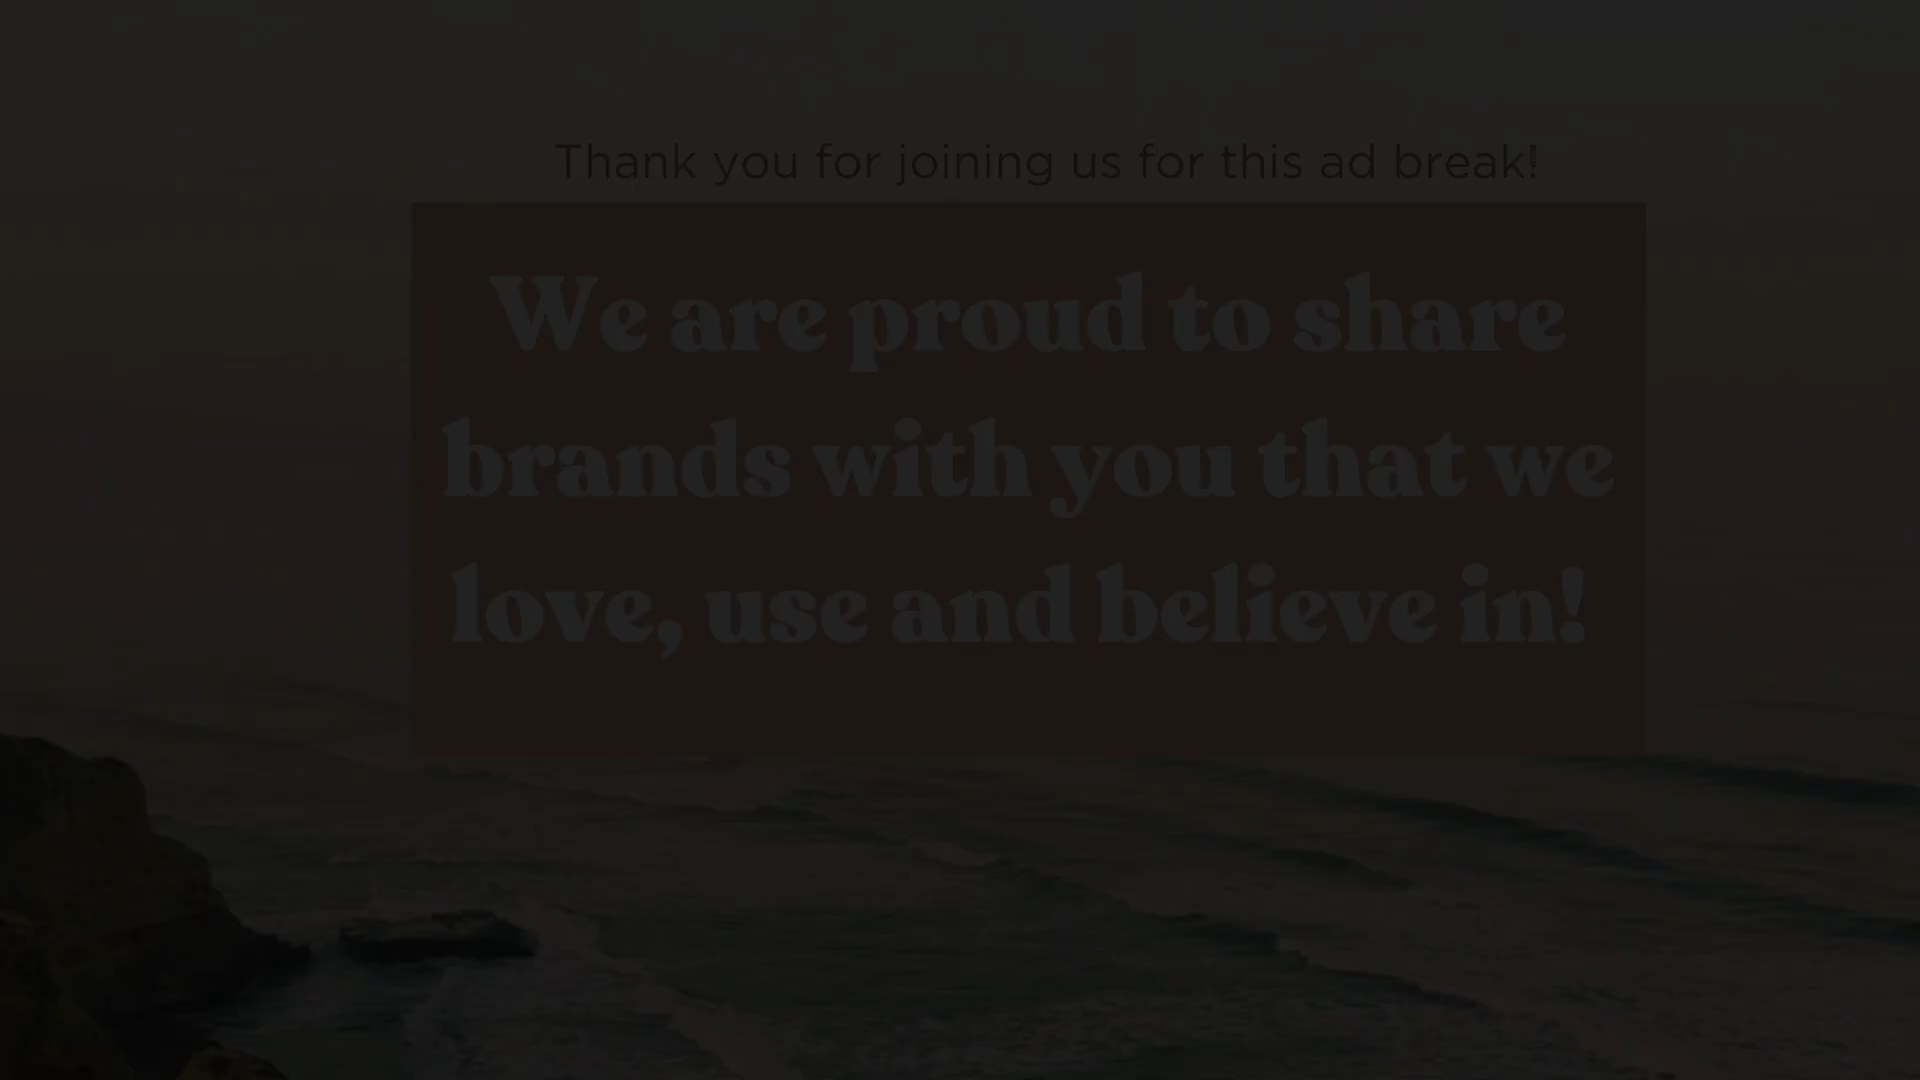 Thank you for joining us for this ad break!
We are proud to share
brands with you that we
love, use and believe in!